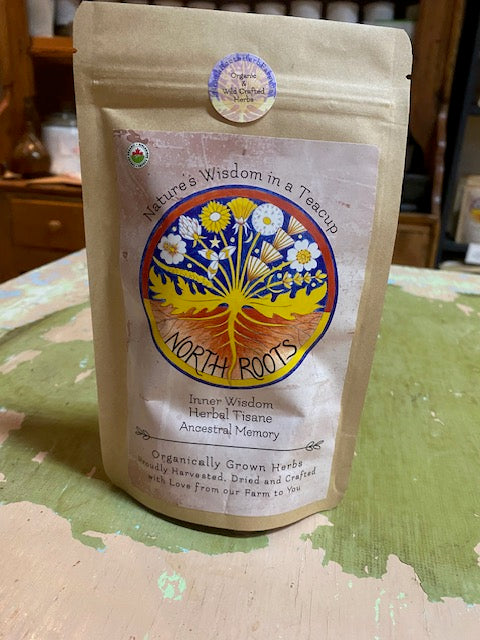 Organic
&
Wild Crafted
Herbs
Nature's Wisdom in a Teacup
NORTH ROOTS
Inner Wisdom
Herbal Tisane
Ancestral Memory
Organically Grown Herbs
Proudly Harvested, Dried and Crafted
with Love from our Farm to You